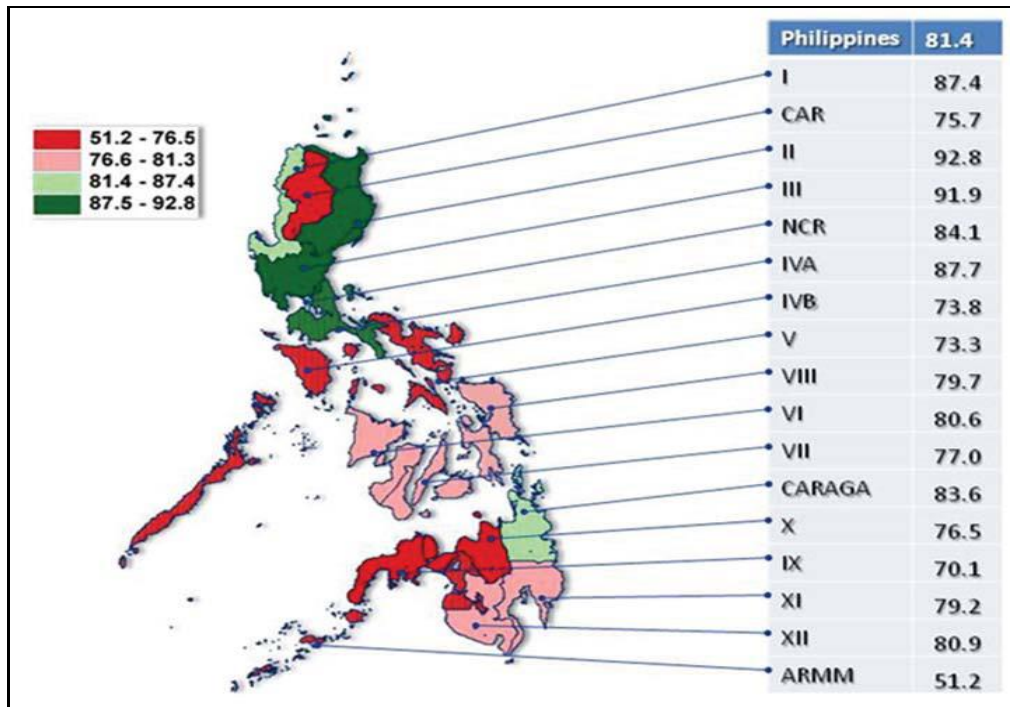 Philippines 81.4
I 87.4
CAR 75.7
II 92.8
III 91.9
NCR 84.1
IVA 87.7
IVB 73.8
V 73.3
VIII 79.7
VI 80.6
VII 77.0
CARAGA 83.6
X 76.5
IX 70.1
XI 79.2
XII 80.9
ARMM 51.2
51.2 - 76.5
76.6 - 81.3
81.4 - 87.4
87.5 - 92.8